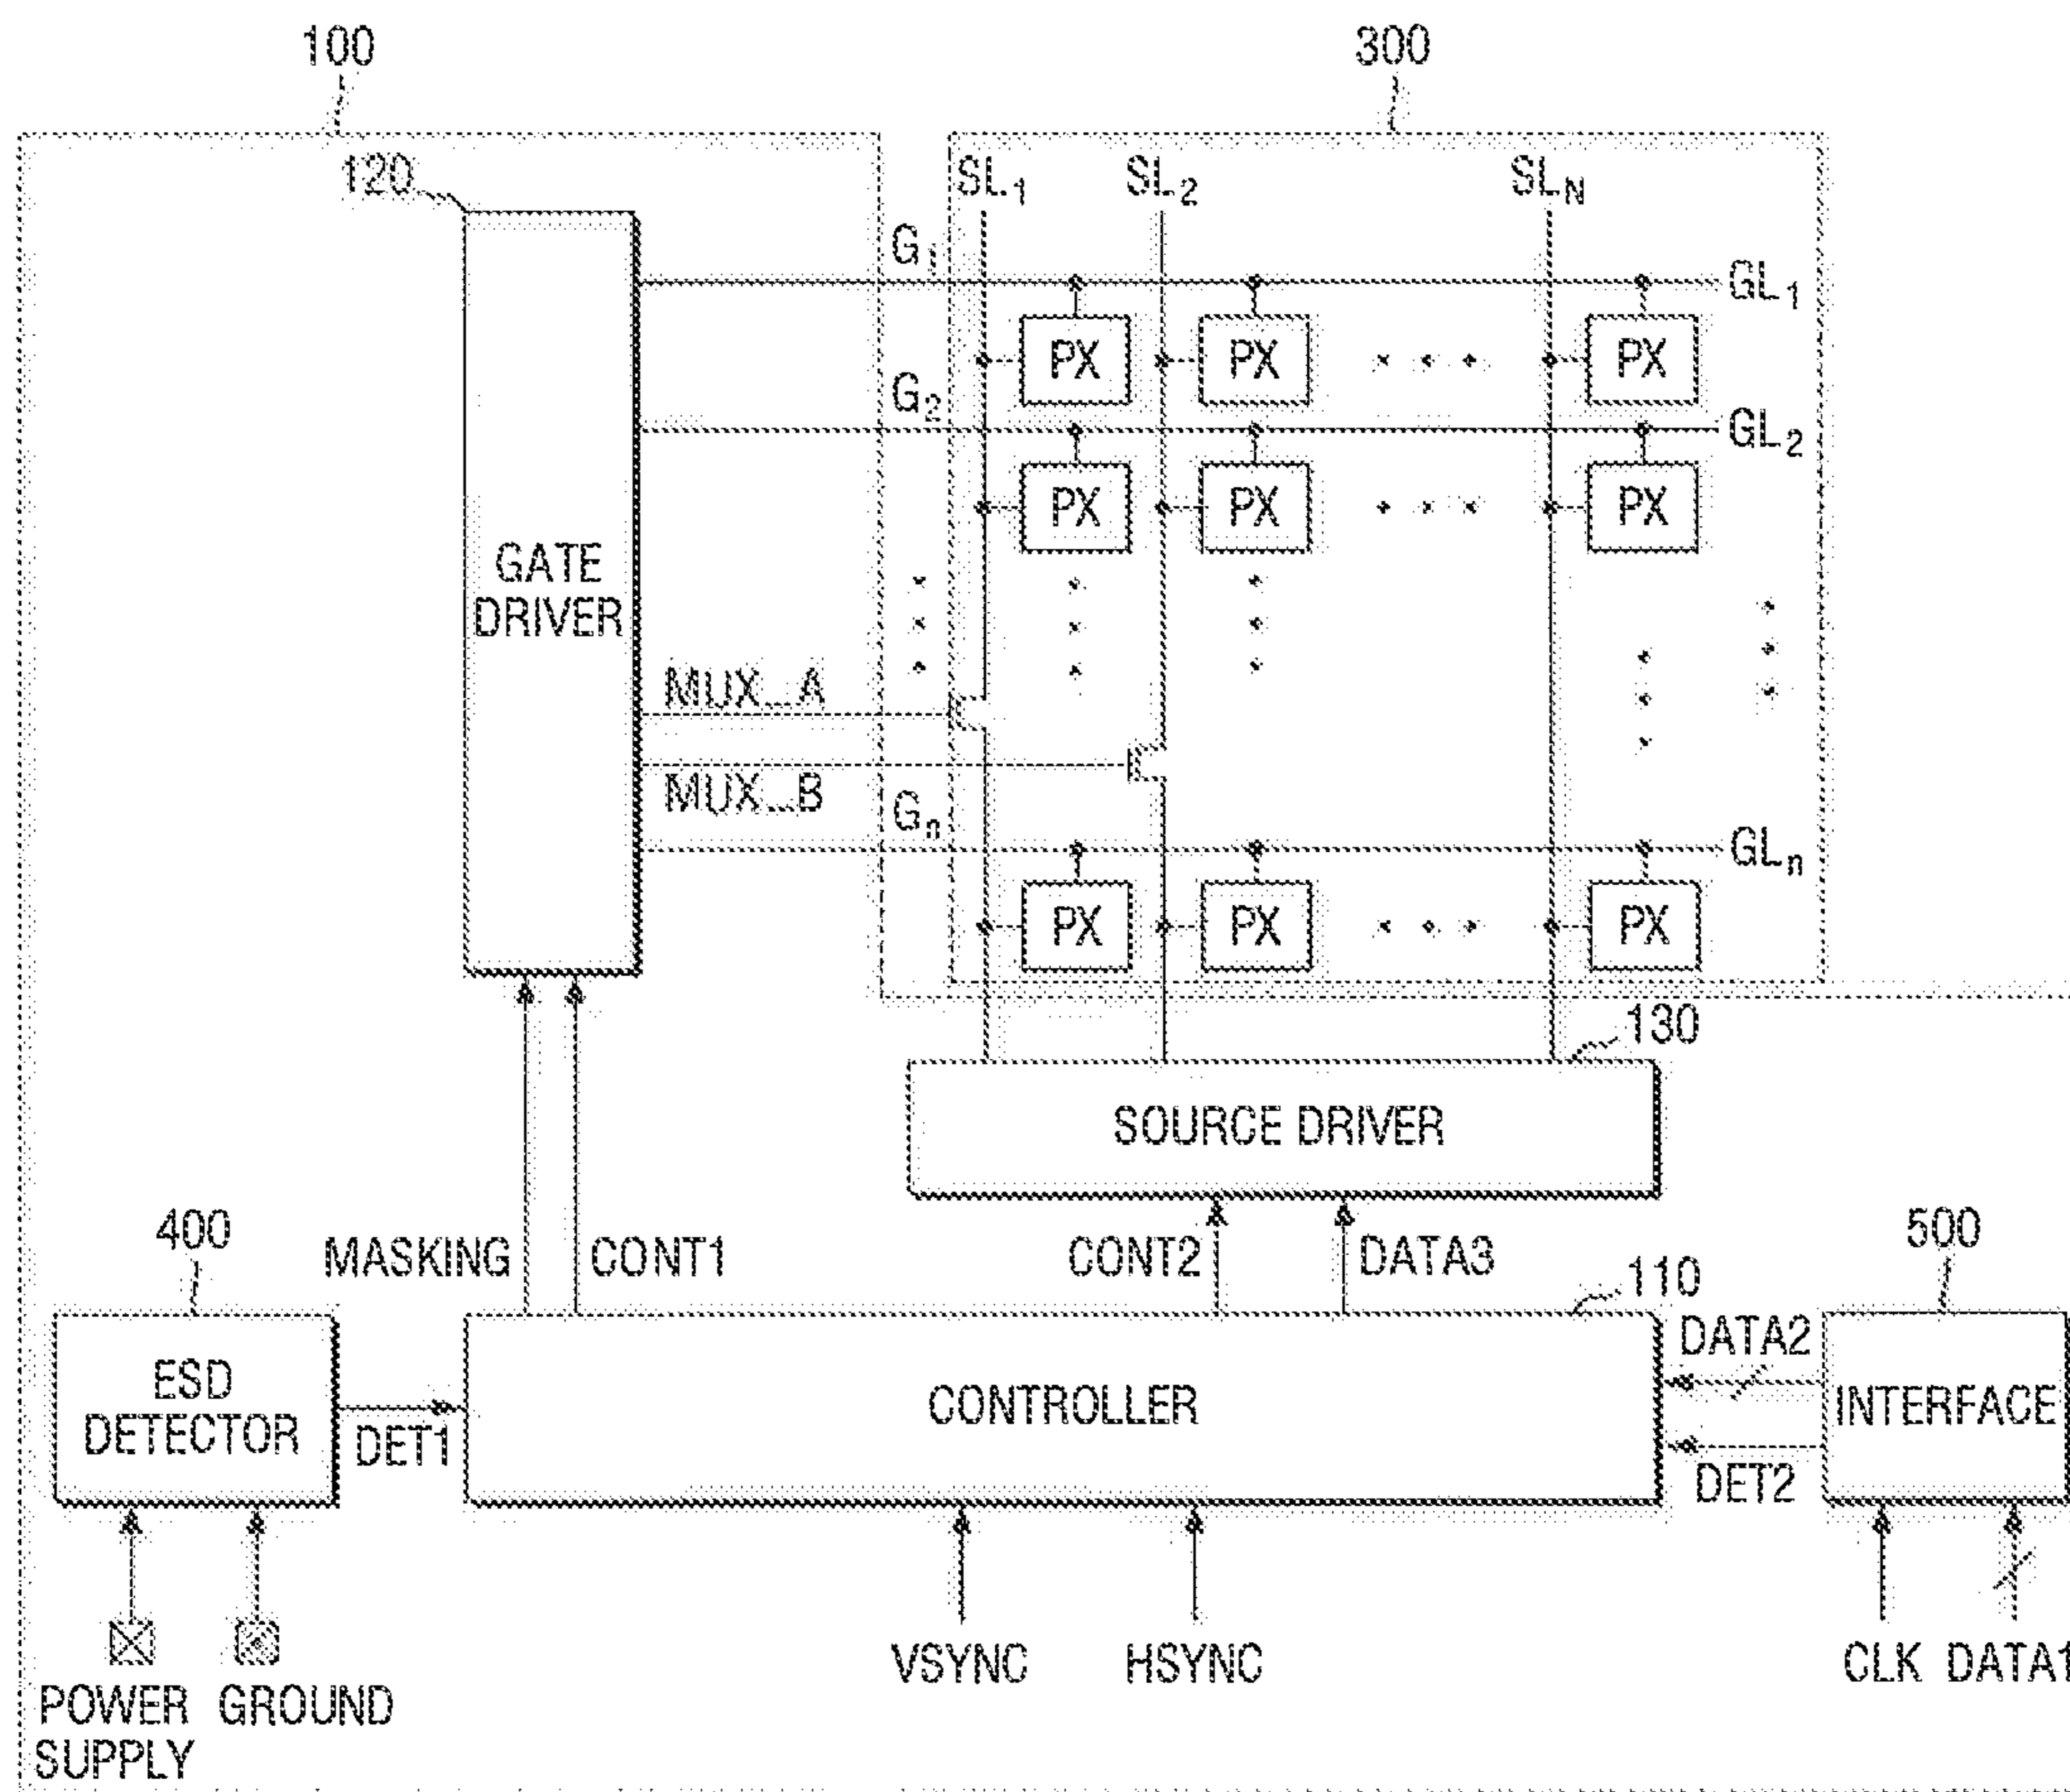 100
300
120
SL1
SL2
SLN
G1
GL1
PX
PX
PX
G2
GL2
PX
PX
PX
GATE
DRIVER
MUX_A
MUX_B
Gn
GLn
PX
PX
PX
130
SOURCE DRIVER
400
MASKING
CONT1
CONT2
DATA3
110
500
ESD
DETECTOR
DET1
CONTROLLER
DATA2
DET2
INTERFACE
POWER
SUPPLY
GROUND
VSYNC
HSYNC
CLK
DATA1